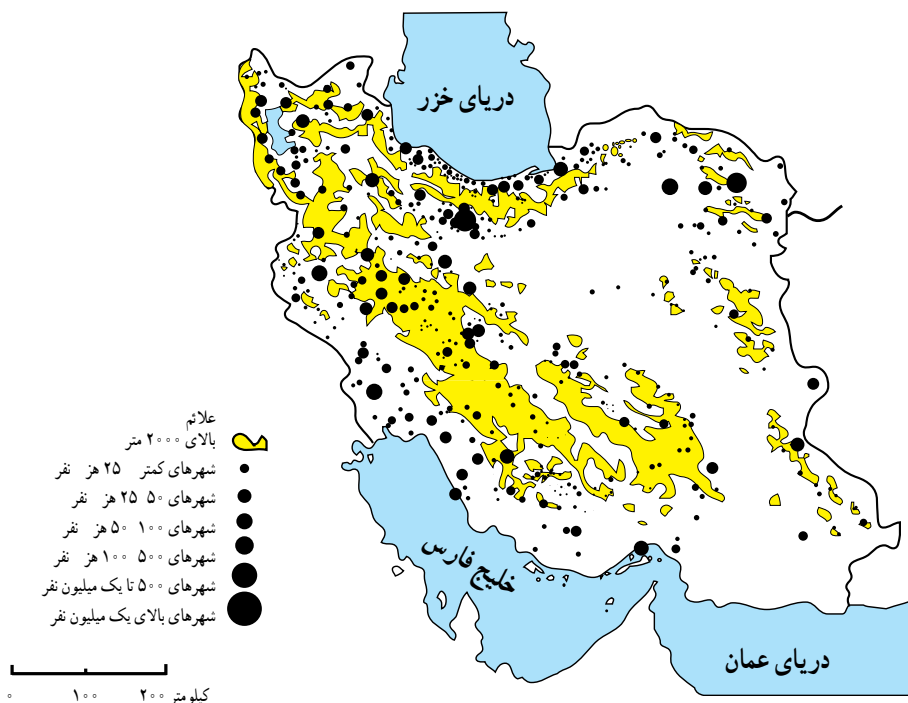 دریای خزر
علائم
بالای ۲۰۰۰ متر
شهرهای کمتر ۲۵ هز نفر
شهرهای ۵۰ ۲۵ هز نفر
شهرهای ۱۰۰ ۵۰ هز نفر
شهرهای ۵۰۰ ۱۰۰ هز نفر
شهرهای ۵۰۰ تا یک میلیون نفر
شهرهای بالای یک میلیون نفر
خلیج فارس
دریای عمان
۰ ۱۰۰ ۲۰۰ کیلومتر